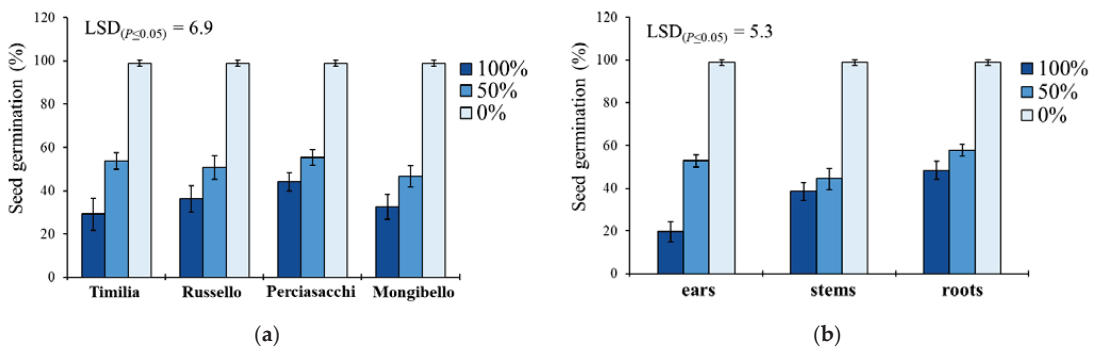 LSD(P≤0.05) = 6.9
Seed germination (%)
120
100
80
60
40
20
0
100%
50%
0%
Timilia Russello Perciasacchi Mongibello
(a)
LSD(P≤0.05) = 5.3
Seed germination (%)
120
100
80
60
40
20
0
100%
50%
0%
ears stems roots
(b)